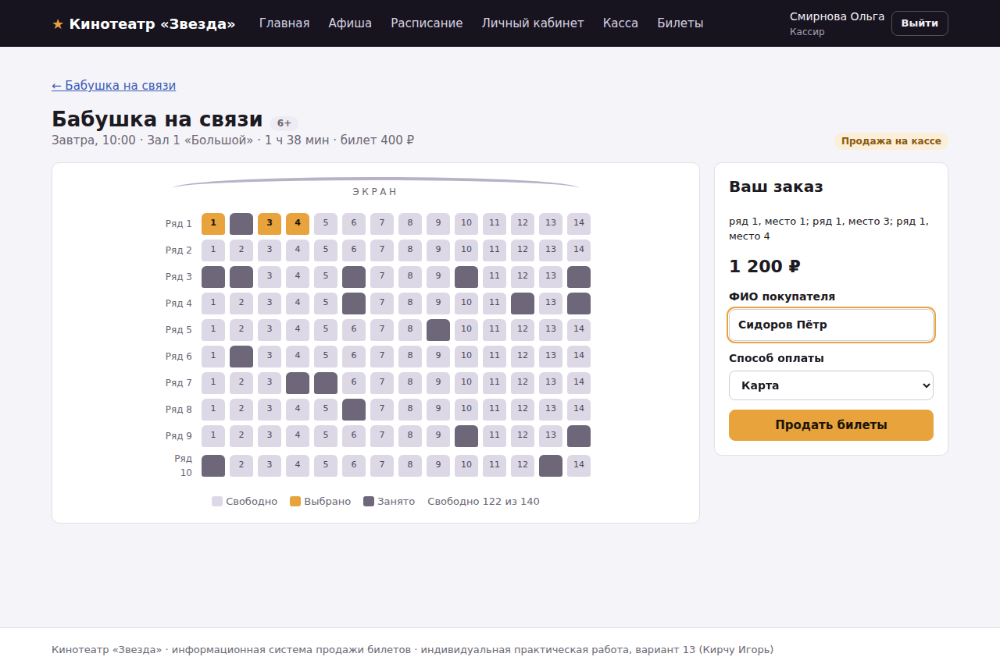 ★ Кинотеатр «Звезда» Главная Афиша Расписание Личный кабинет Касса Билеты Смирнова Ольга Выйти
Кассир
← Бабушка на связи
Бабушка на связи 6+
Завтра, 10:00 · Зал 1 «Большой» · 1 ч 38 мин · билет 400 ₽
Продажа на кассе
ЭКРАН
Ряд 1 1 3 4 5 6 7 8 9 10 11 12 13 14
Ряд 2 1 2 3 4 5 6 7 8 9 10 11 12 13 14
Ряд 3 3 4 5 7 8 9 11 12 13
Ряд 4 1 2 3 4 5 7 8 9 10 11 13
Ряд 5 1 2 3 4 5 6 7 8 10 11 12 13 14
Ряд 6 1 3 4 5 6 7 8 9 10 11 12 13 14
Ряд 7 1 2 3 6 7 8 9 10 11 12 13 14
Ряд 8 1 2 3 4 5 7 8 9 10 11 12 13 14
Ряд 9 1 2 3 4 5 6 7 8 9 11 12 13
Ряд
10 2 3 4 5 6 7 8 9 10 11 12 14
Свободно Выбрано Занято Свободно 122 из 140
Ваш заказ
ряд 1, место 1; ряд 1, место 3; ряд 1,
место 4
1 200 ₽
ФИО покупателя
Сидоров Пётр
Способ оплаты
Карта
Продать билеты
Кинотеатр «Звезда» · информационная система продажи билетов · индивидуальная практическая работа, вариант 13 (Кирчу Игорь)